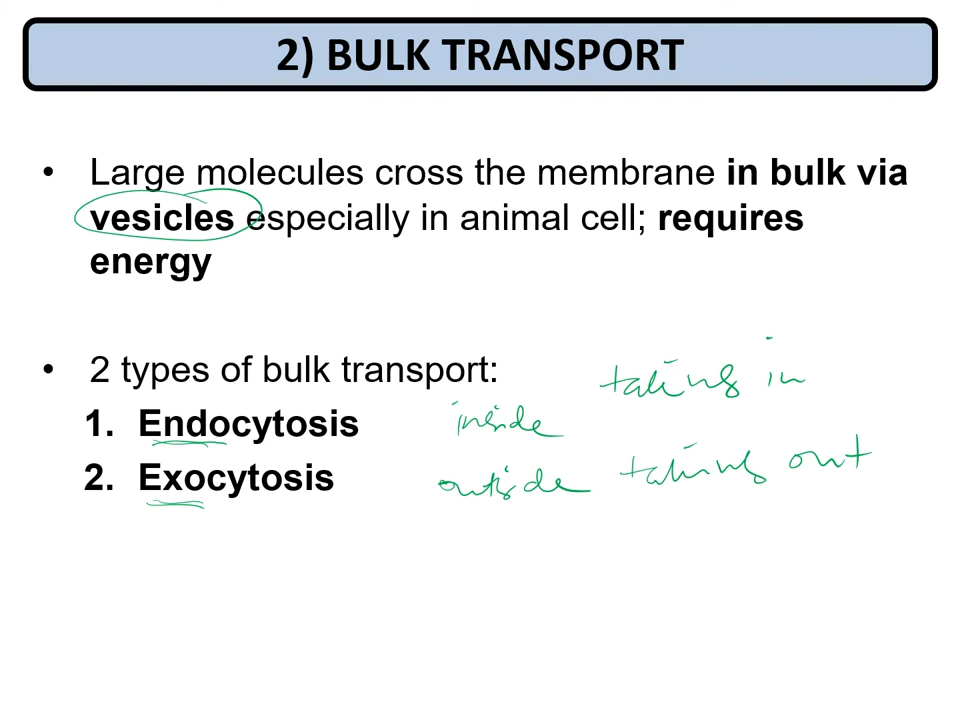 2) BULK TRANSPORT
• Large molecules cross the membrane in bulk via
vesicles especially in animal cell; requires
energy
• 2 types of bulk transport:
taking in
1. Endocytosis inside
2. Exocytosis outside taking out